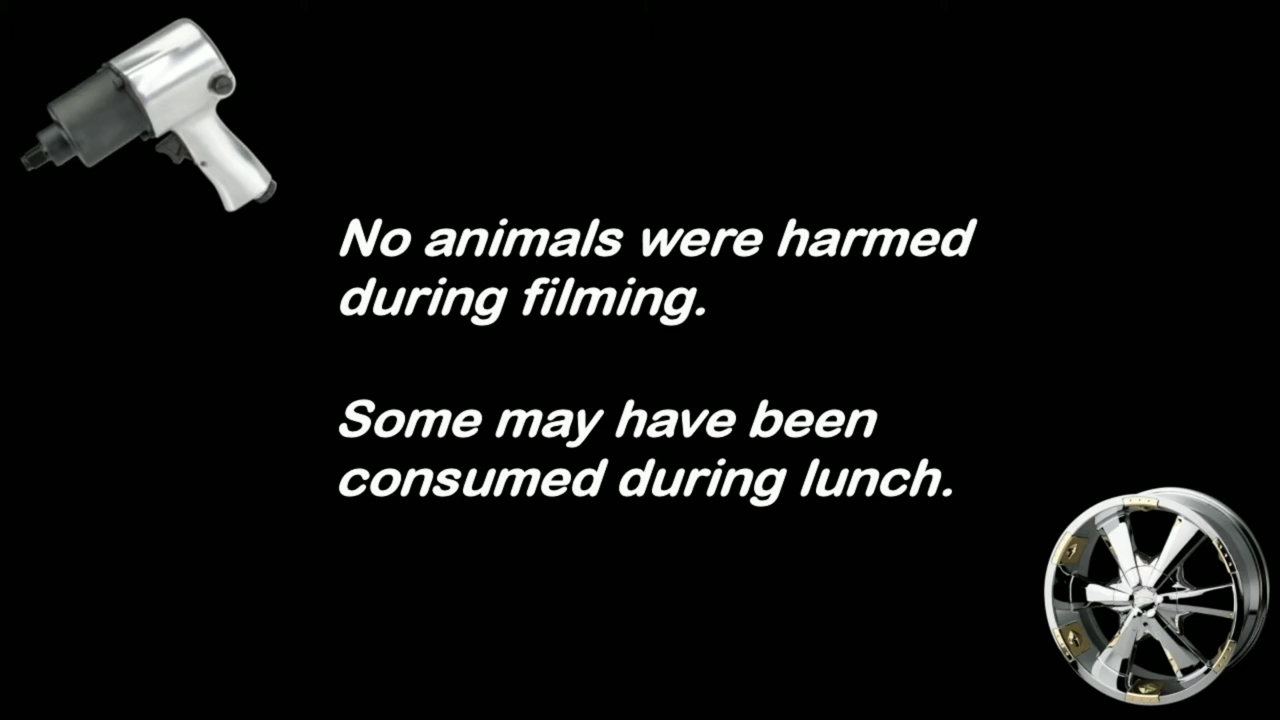 No animals were harmed
during filming.
Some may have been
consumed during lunch.